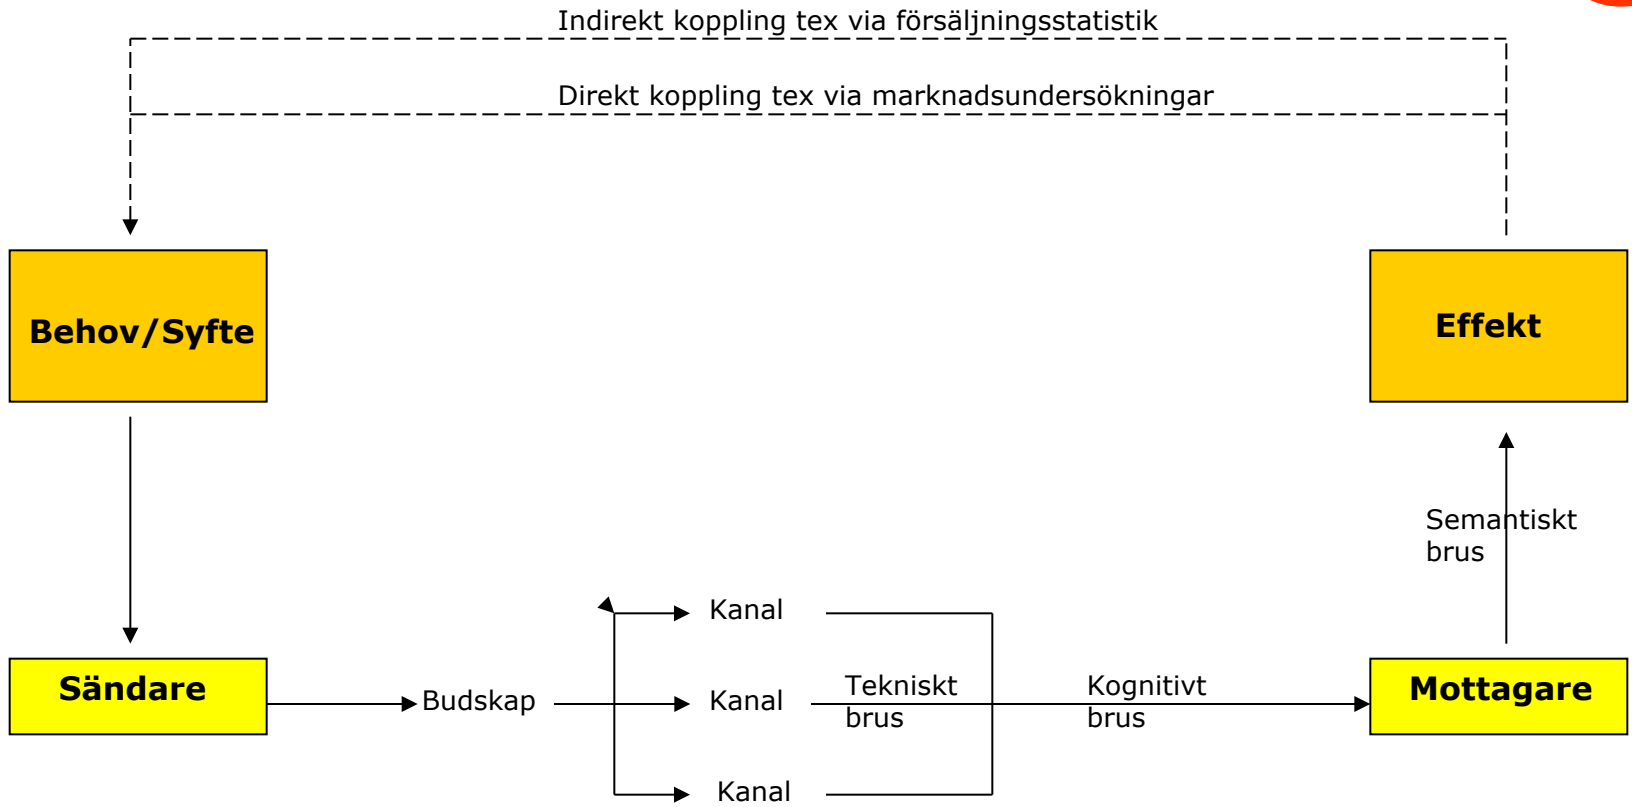 Indirekt koppling tex via försäljningsstatistik
Direkt koppling tex via marknadsundersökningar
Behov/Syfte
Effekt
Semantiskt
brus
Kanal
Sändare
Budskap
Kanal
Tekniskt
brus
Kognitivt
brus
Mottagare
Kanal